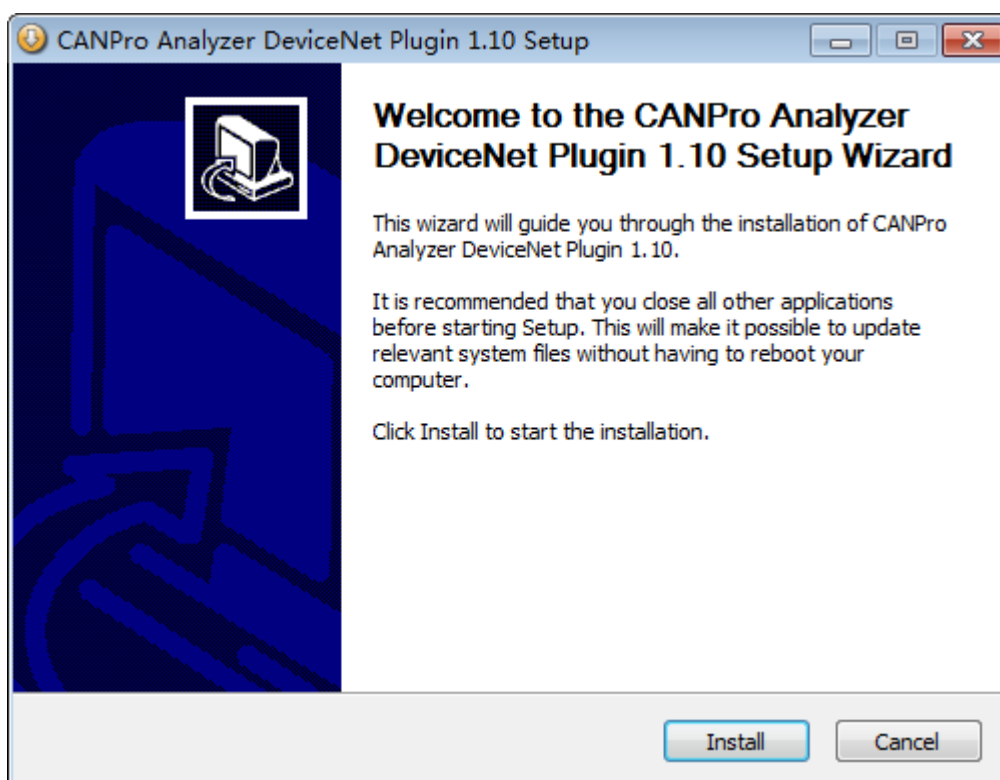 CANPro Analyzer DeviceNet Plugin 1.10 Setup
Welcome to the CANPro Analyzer
DeviceNet Plugin 1.10 Setup Wizard
This wizard will guide you through the installation of CANPro
Analyzer DeviceNet Plugin 1.10.
It is recommended that you close all other applications
before starting Setup. This will make it possible to update
relevant system files without having to reboot your
computer.
Click Install to start the installation.
Install
Cancel